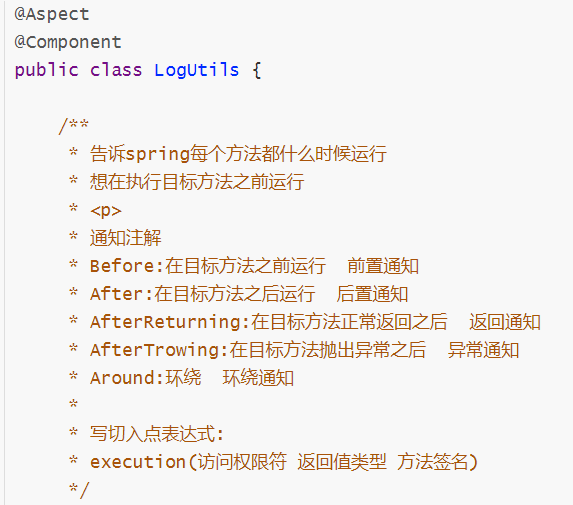 @Aspect
@Component
public class LogUtils {
/**
* 告诉spring每个方法都什么时候运行
* 想在执行目标方法之前运行
* <p>
* 通知注解
* Before:在目标方法之前运行  前置通知
* After:在目标方法之后运行  后置通知
* AfterReturning:在目标方法正常返回之后  返回通知
* AfterTrowing:在目标方法抛出异常之后  异常通知
* Around:环绕  环绕通知
*
* 写切入点表达式:
* execution(访问权限符 返回值类型 方法签名)
*/